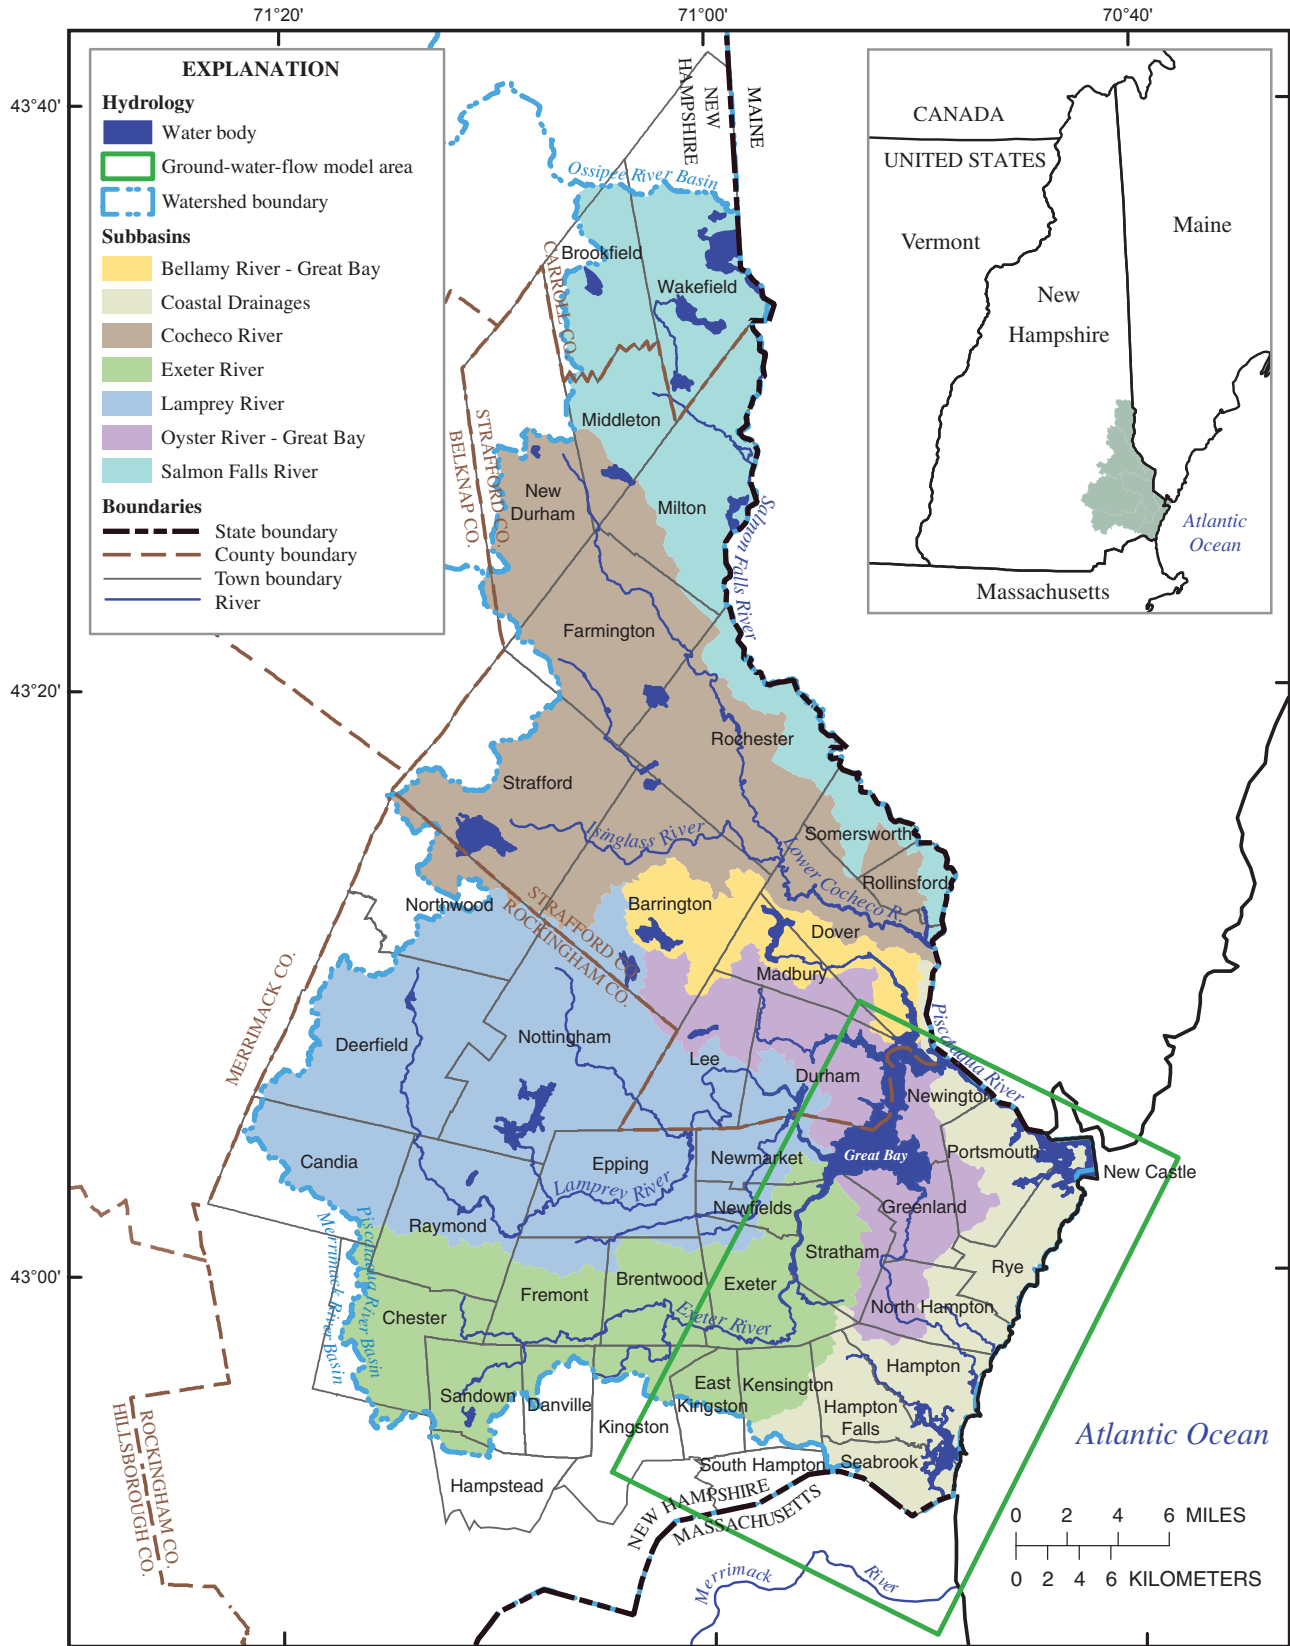 71°20'
71°00'
70°40'
43°40'
43°20'
43°00'
EXPLANATION
Hydrology
Water body
Ground-water-flow model area
Watershed boundary
Subbasins
Bellamy River - Great Bay
Coastal Drainages
Cocheco River
Exeter River
Lamprey River
Oyster River - Great Bay
Salmon Falls River
Boundaries
State boundary
County boundary
Town boundary
River
CANADA
UNITED STATES
Vermont
Maine
New
Hampshire
Atlantic
Ocean
Massachusetts
NEW
HAMPSHIRE
MAINE
Ossipee River Basin
Brookfield
CARROLL CO.
Wakefield
STRAFFORD CO.
BELKNAP CO.
Middleton
New
Durham
Milton
Salmon Falls River
Farmington
Rochester
Strafford
Isinglass River
Somersworth
Lower Cocheco R.
Rollinsford
Northwood
STRAFFORD CO.
ROCKINGHAM CO.
Barrington
Dover
Madbury
MERRIMACK CO.
Deerfield
Nottingham
Lee
Durham
Piscataqua River
Newington
Candia
Epping
Lamprey River
Newmarket
Great Bay
Portsmouth
New Castle
Raymond
Newfields
Greenland
Stratham
Rye
Merrimack River Basin
Piscataqua River Basin
Chester
Fremont
Brentwood
Exeter
Exeter River
North Hampton
Hampton
Sandown
Danville
Kingston
East
Kingston
Kensington
Hampton
Falls
Seabrook
South Hampton
Hampstead
ROCKINGHAM CO.
HILLSBOROUGH CO.
NEW HAMPSHIRE
MASSACHUSETTS
Merrimack River
Atlantic Ocean
0 2 4 6 MILES
0 2 4 6 KILOMETERS